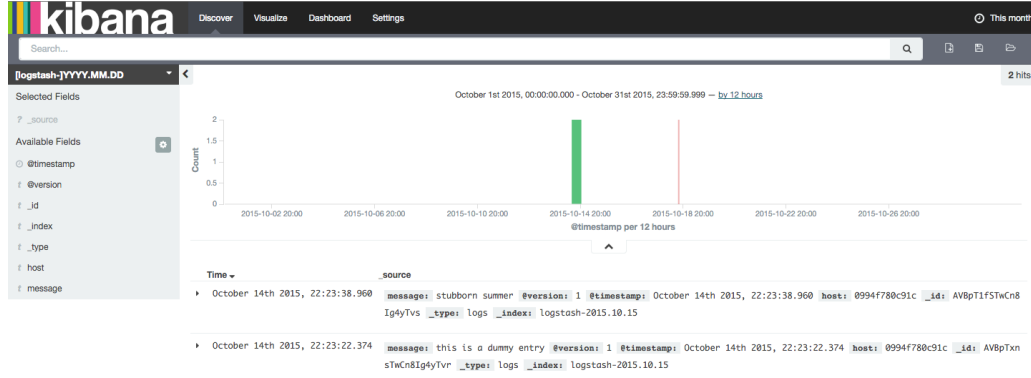 kibana Discover Visualize Dashboard Settings This month
Search...
[logstash-]YYYY.MM.DD
2 hits
Selected Fields
? _source
Available Fields
@timestamp
t @version
t _id
t _index
t _type
t host
t message
October 1st 2015, 00:00:00.000 - October 31st 2015, 23:59:59.999 — by 12 hours
Count
2
1.5
1
0.5
0
2015-10-02 20:00 2015-10-06 20:00 2015-10-10 20:00 2015-10-14 20:00 2015-10-18 20:00 2015-10-22 20:00 2015-10-26 20:00
@timestamp per 12 hours
Time _source
October 14th 2015, 22:23:38.960 message: stubborn summer @version: 1 @timestamp: October 14th 2015, 22:23:38.960 host: 0994f780c91c _id: AVBpT1fSTwCn8
Ig4yTvs _type: logs _index: logstash-2015.10.15
October 14th 2015, 22:23:22.374 message: this is a dummy entry @version: 1 @timestamp: October 14th 2015, 22:23:22.374 host: 0994f780c91c _id: AVBpTxn
sTwCn8Ig4yTvr _type: logs _index: logstash-2015.10.15